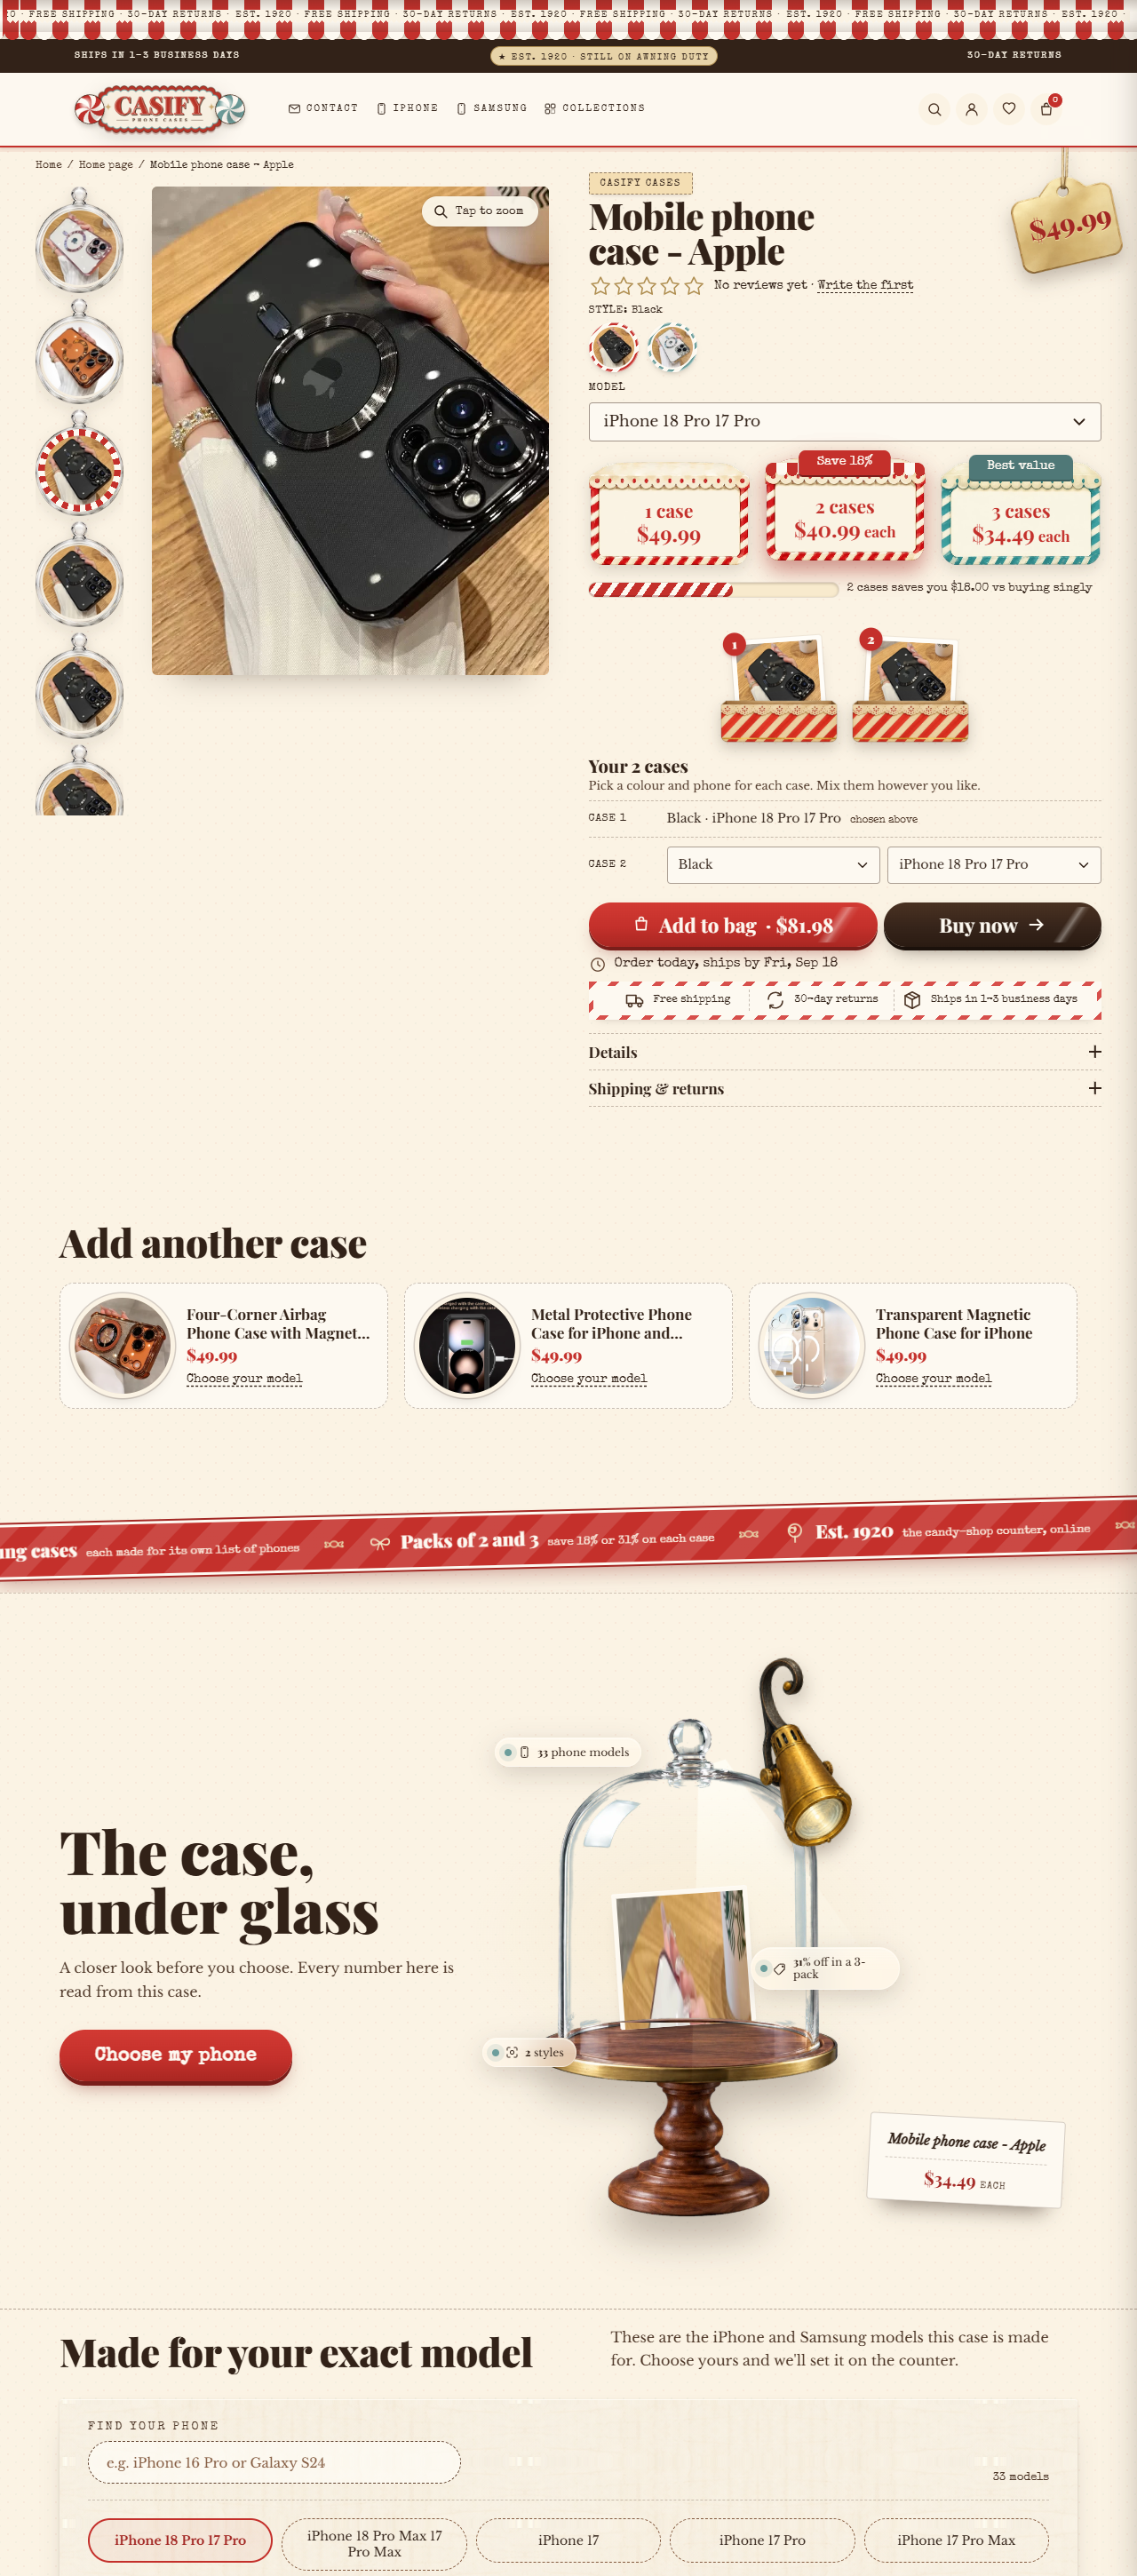 FREE SHIPPING · 30-DAY RETURNS · EST. 1920 · FREE SHIPPING · 30-DAY RETURNS · EST. 1920 · FREE SHIPPING · 30-DAY RETURNS · EST. 1920 · FREE SHIPPING · 30-DAY RETURNS · EST. 1920 ·
SHIPS IN 1-3 BUSINESS DAYS
★ EST. 1920 · STILL ON AWNING DUTY
30-DAY RETURNS
CASIFY
PHONE CASES
CONTACT
IPHONE
SAMSUNG
COLLECTIONS
0
Home / Home page / Mobile phone case - Apple
Tap to zoom
CASIFY CASES
Mobile phone
case - Apple
$49.99
No reviews yet · Write the first
STYLE: Black
MODEL
iPhone 18 Pro 17 Pro
1 case
$49.99
Save 18%
2 cases
$40.99 each
Best value
3 cases
$34.49 each
2 cases saves you $18.00 vs buying singly
1
2
Your 2 cases
Pick a colour and phone for each case. Mix them however you like.
CASE 1
Black · iPhone 18 Pro 17 Pro chosen above
CASE 2
Black
iPhone 18 Pro 17 Pro
Add to bag · $81.98
Buy now
Order today, ships by Fri, Sep 18
Free shipping
30-day returns
Ships in 1-3 business days
Details
Shipping & returns
Add another case
Four-Corner Airbag
Phone Case with Magnet...
$49.99
Choose your model
Metal Protective Phone
Case for iPhone and...
$49.99
Choose your model
Transparent Magnetic
Phone Case for iPhone
$49.99
Choose your model
cases each made for its own list of phones
Packs of 2 and 3 save 18% or 31% on each case
Est. 1920 the candy-shop counter, online
33 phone models
The case,
under glass
A closer look before you choose. Every number here is
read from this case.
Choose my phone
31% off in a 3-
pack
2 styles
Mobile phone case - Apple
$34.49 EACH
Made for your exact model
These are the iPhone and Samsung models this case is made
for. Choose yours and we'll set it on the counter.
FIND YOUR PHONE
e.g. iPhone 16 Pro or Galaxy S24
33 models
iPhone 18 Pro 17 Pro
iPhone 18 Pro Max 17
Pro Max
iPhone 17
iPhone 17 Pro
iPhone 17 Pro Max